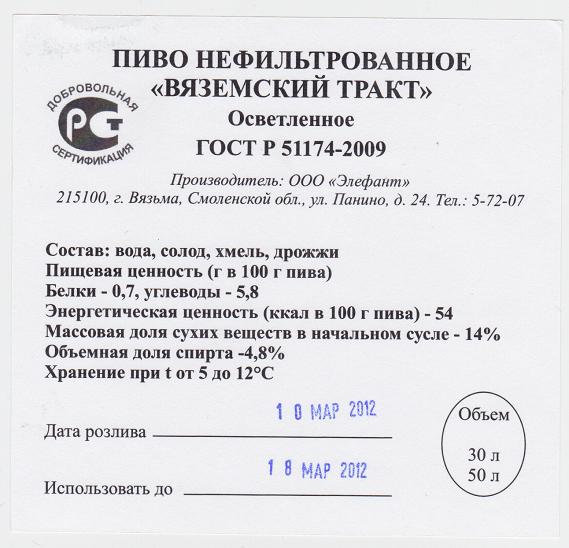 ПИВО НЕФИЛЬТРОВАННОЕ
«ВЯЗЕМСКИЙ ТРАКТ»
Осветленное
ГОСТ Р 51174-2009
ДОБРОВОЛЬНАЯ
РСТ
СЕРТИФИКАЦИЯ
Производитель: ООО «Элефант»
215100, г. Вязьма, Смоленской обл., ул. Панино, д. 24. Тел.: 5-72-07
Состав: вода, солод, хмель, дрожжи
Пищевая ценность (г в 100 г пива)
Белки - 0,7, углеводы - 5,8
Энергетическая ценность (ккал в 100 г пива) - 54
Массовая доля сухих веществ в начальном сусле - 14%
Объемная доля спирта -4,8%
Хранение при t от 5 до 12°С
Дата розлива 10 МАР 2012
Использовать до 18 МАР 2012
Объем
30 л
50 л